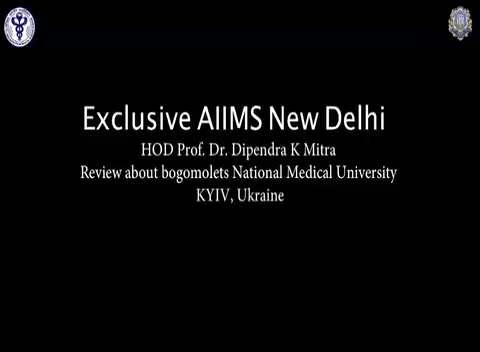 Exclusive AIIMS New Delhi
HOD Prof. Dr. Dipendra K Mitra
Review about bogomolets National Medical University
KYIV, Ukraine